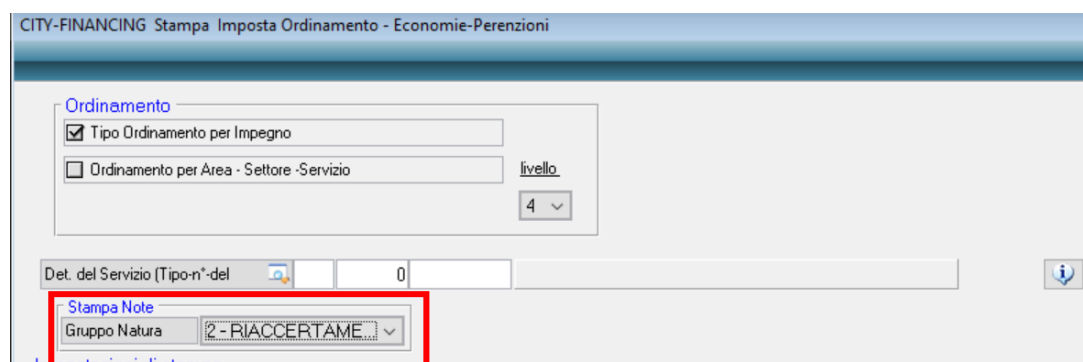 CITY-FINANCING Stampa Imposta Ordinamento - Economie-Perenzioni
Ordinamento
Tipo Ordinamento per Impegno
Ordinamento per Area - Settore -Servizio
livello
4
Det. del Servizio (Tipo-n°-del
0
Stampa Note
Gruppo Natura
2 - RIACCERTAME...